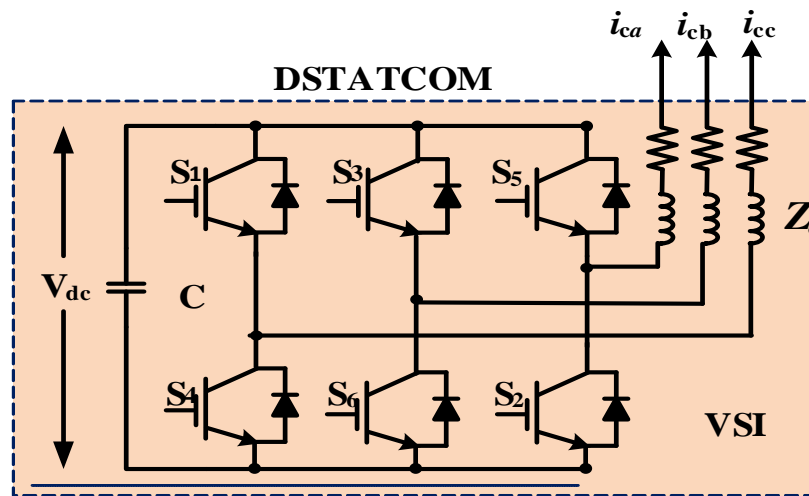 ica icb icc
DSTATCOM
S1 S3 S5
Z
Vdc C
S4 S6 S2
VSI